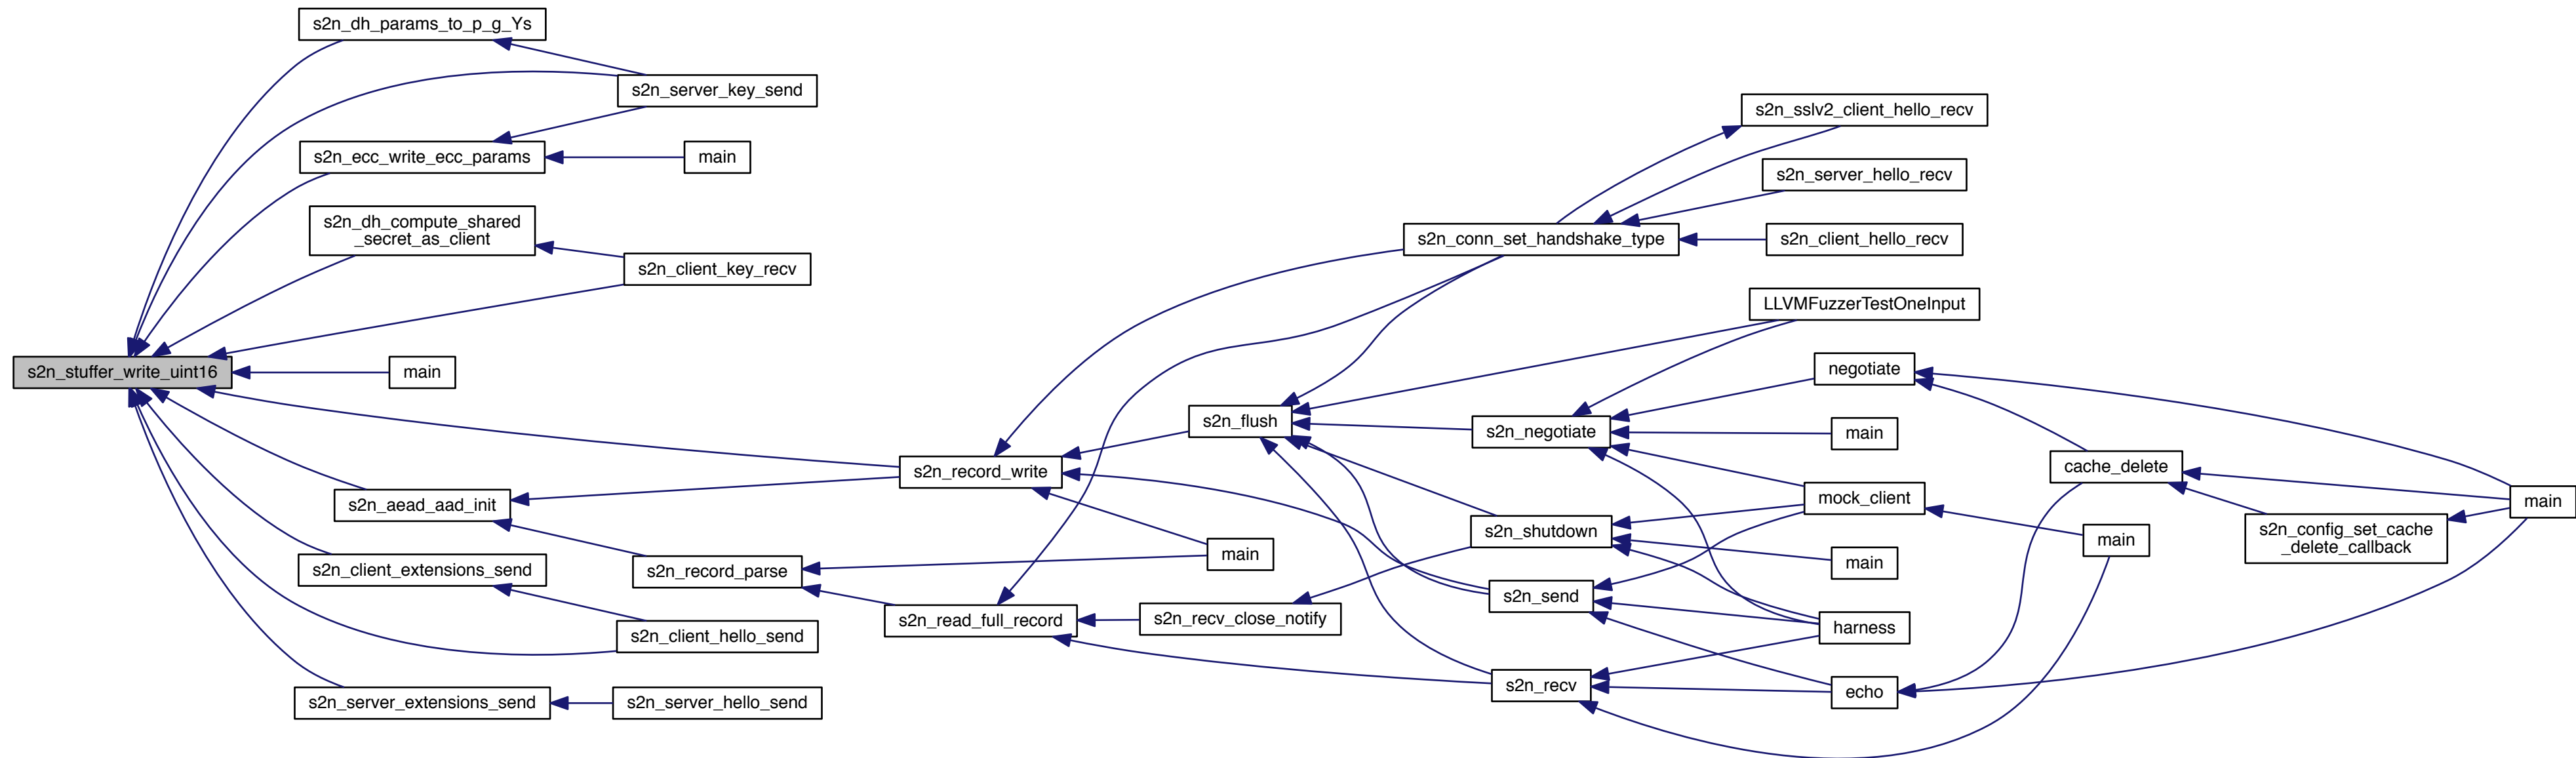 s2n_dh_params_to_p_g_Ys
s2n_server_key_send
s2n_ecc_write_ecc_params
main
s2n_dh_compute_shared
_secret_as_client
s2n_client_key_recv
s2n_stuffer_write_uint16
main
s2n_aead_aad_init
s2n_client_extensions_send
s2n_record_parse
s2n_client_hello_send
s2n_server_extensions_send
s2n_server_hello_send
s2n_record_write
s2n_read_full_record
s2n_flush
main
s2n_recv_close_notify
s2n_conn_set_handshake_type
s2n_negotiate
s2n_shutdown
s2n_send
s2n_recv
s2n_sslv2_client_hello_recv
s2n_server_hello_recv
s2n_client_hello_recv
LLVMFuzzerTestOneInput
negotiate
main
mock_client
main
harness
echo
cache_delete
main
s2n_config_set_cache
_delete_callback
main